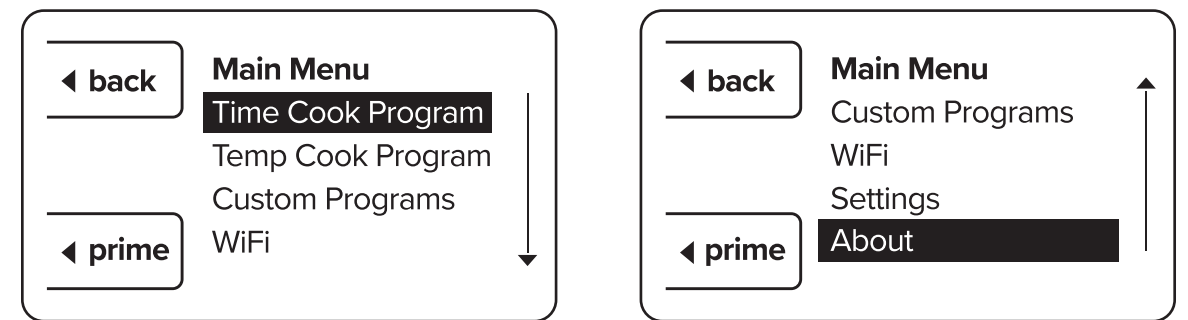 back
Main Menu
Time Cook Program
Temp Cook Program
Custom Programs
WiFi
prime
back
Main Menu
Custom Programs
WiFi
Settings
About
prime